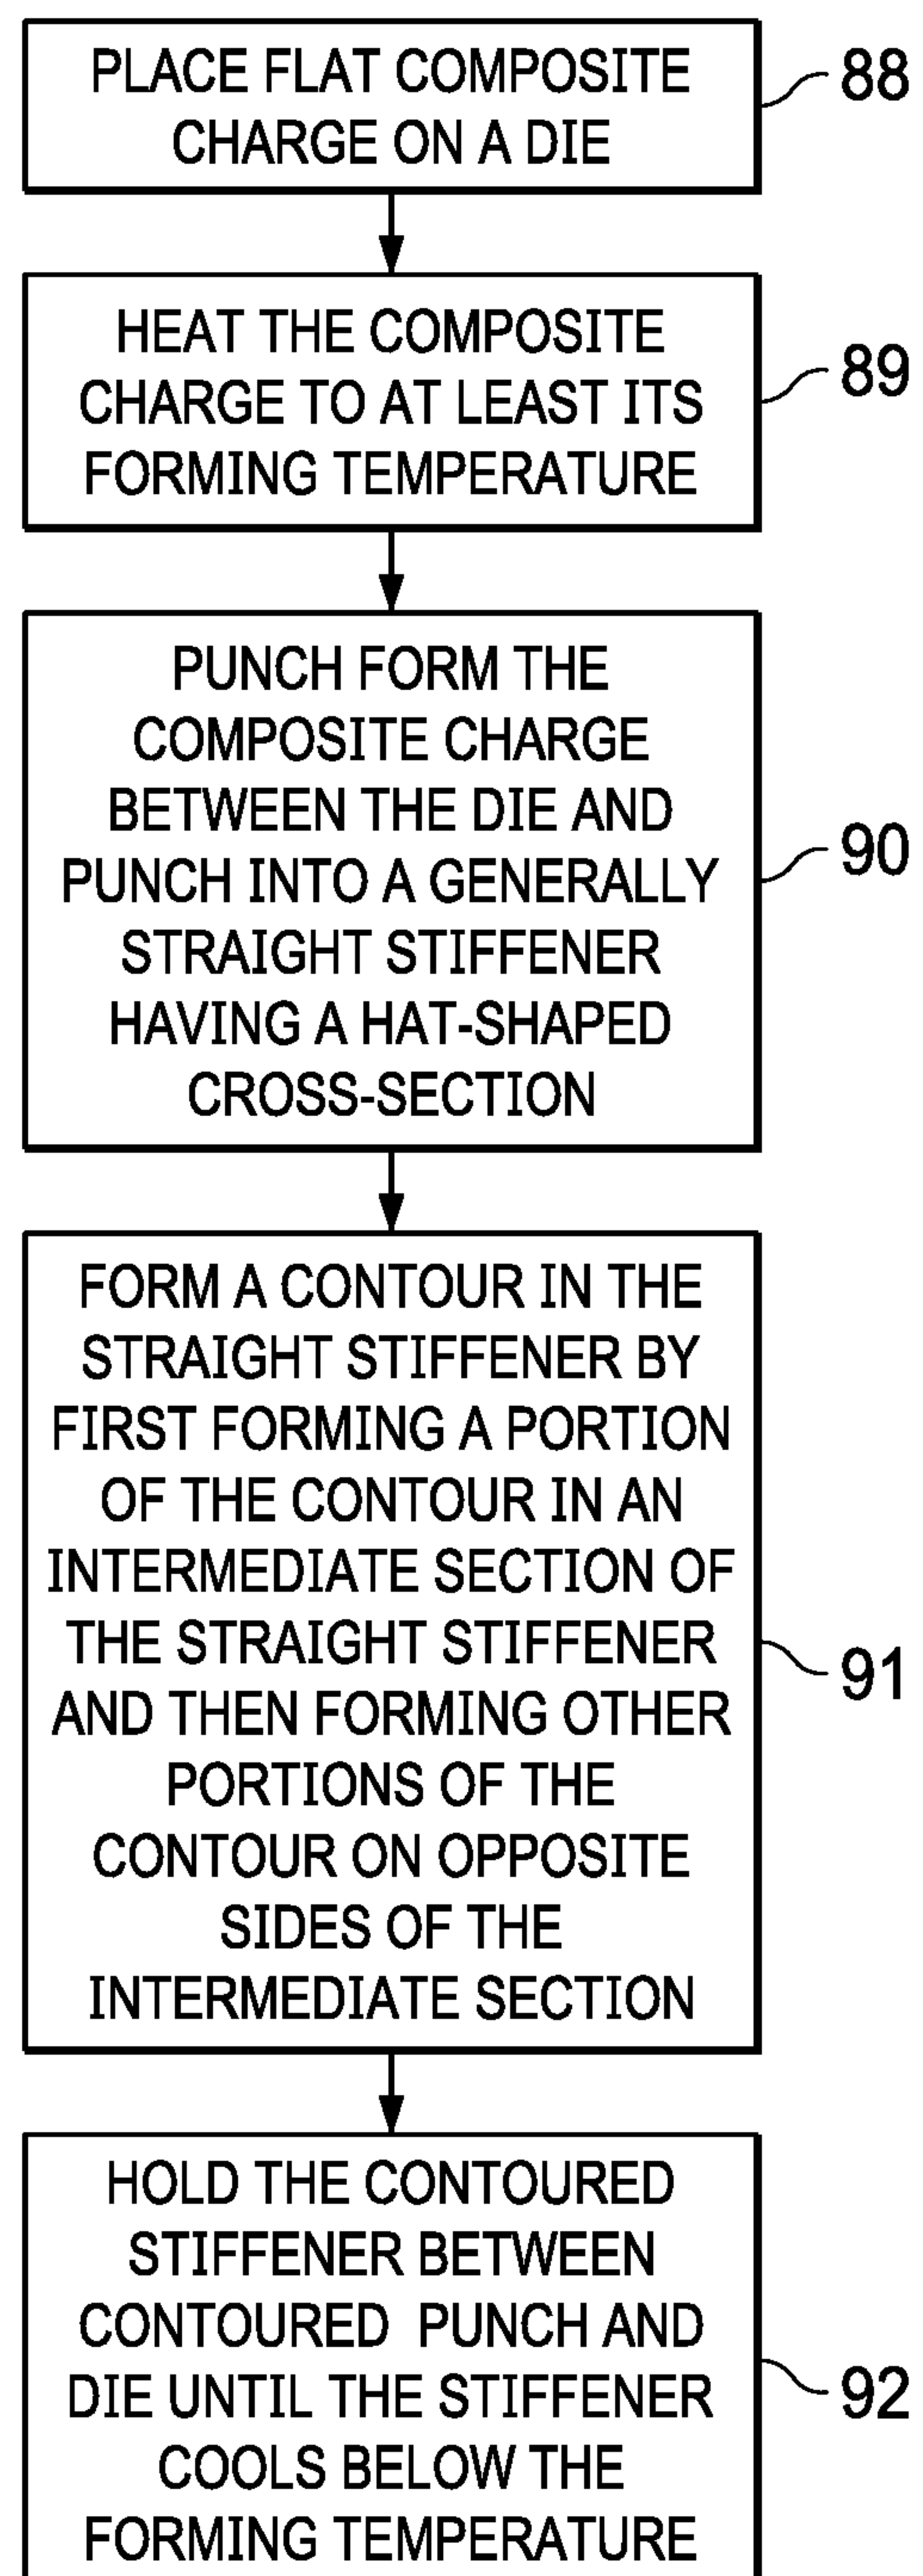 PLACE FLAT COMPOSITE
CHARGE ON A DIE
88
HEAT THE COMPOSITE
CHARGE TO AT LEAST ITS
FORMING TEMPERATURE
89
PUNCH FORM THE
COMPOSITE CHARGE
BETWEEN THE DIE AND
PUNCH INTO A GENERALLY
STRAIGHT STIFFENER
HAVING A HAT-SHAPED
CROSS-SECTION
90
FORM A CONTOUR IN THE
STRAIGHT STIFFENER BY
FIRST FORMING A PORTION
OF THE CONTOUR IN AN
INTERMEDIATE SECTION OF
THE STRAIGHT STIFFENER
AND THEN FORMING OTHER
PORTIONS OF THE
CONTOUR ON OPPOSITE
SIDES OF THE
INTERMEDIATE SECTION
91
HOLD THE CONTOURED
STIFFENER BETWEEN
CONTOURED PUNCH AND
DIE UNTIL THE STIFFENER
COOLS BELOW THE
FORMING TEMPERATURE
92